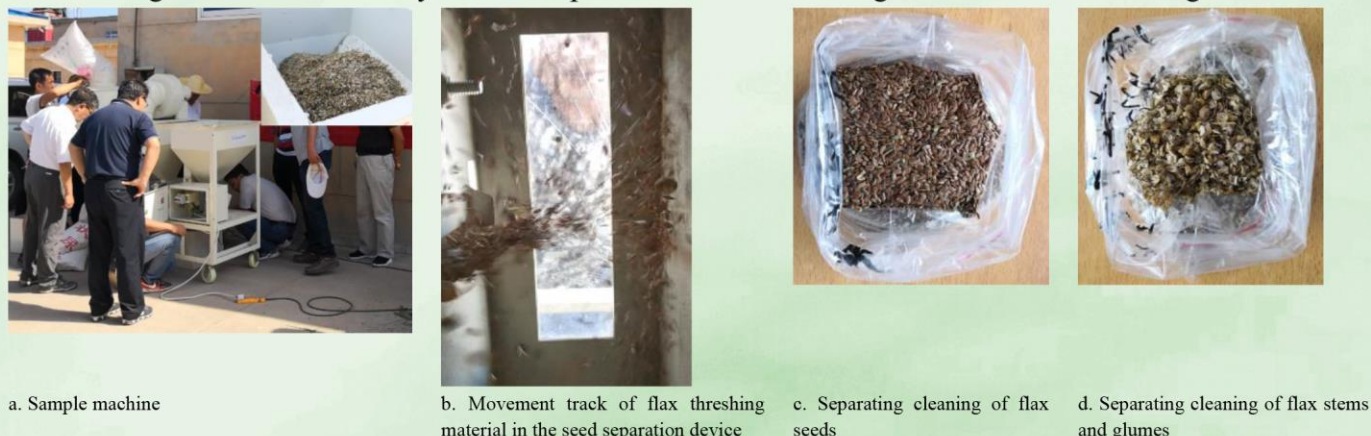 a. Sample machine
b. Movement track of flax threshing
material in the seed separation device
c. Separating cleaning of flax
seeds
d. Separating cleaning of flax stems
and glumes